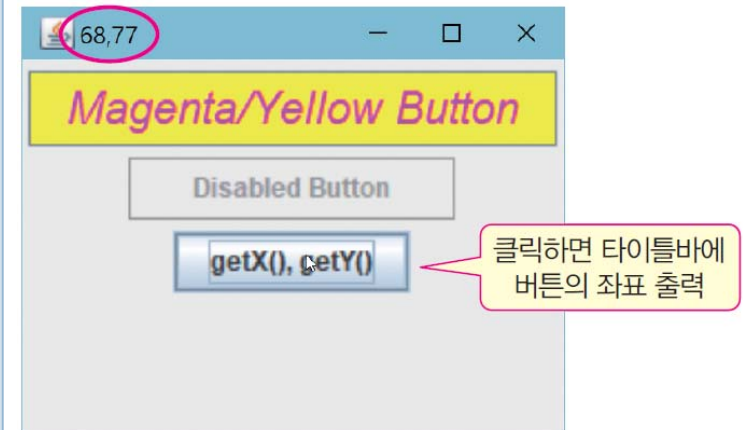 68,77
Magenta/Yellow Button
Disabled Button
getX(), getY()
클릭하면 타이틀바에
버튼의 좌표 출력